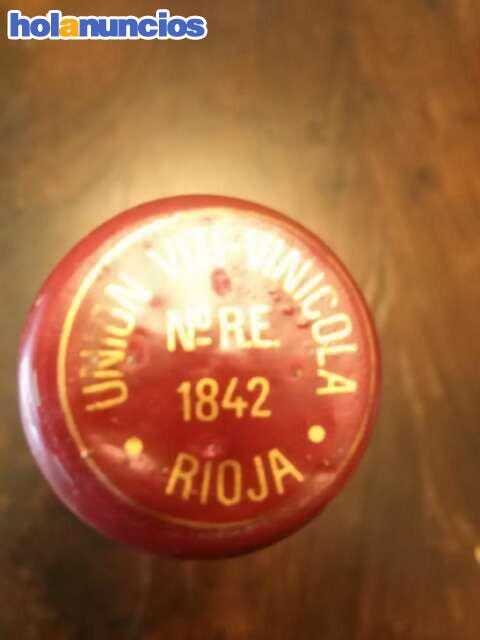 holanuncios
UNION VITI-VINICOLA
Nº R.E.
1842
RIOJA